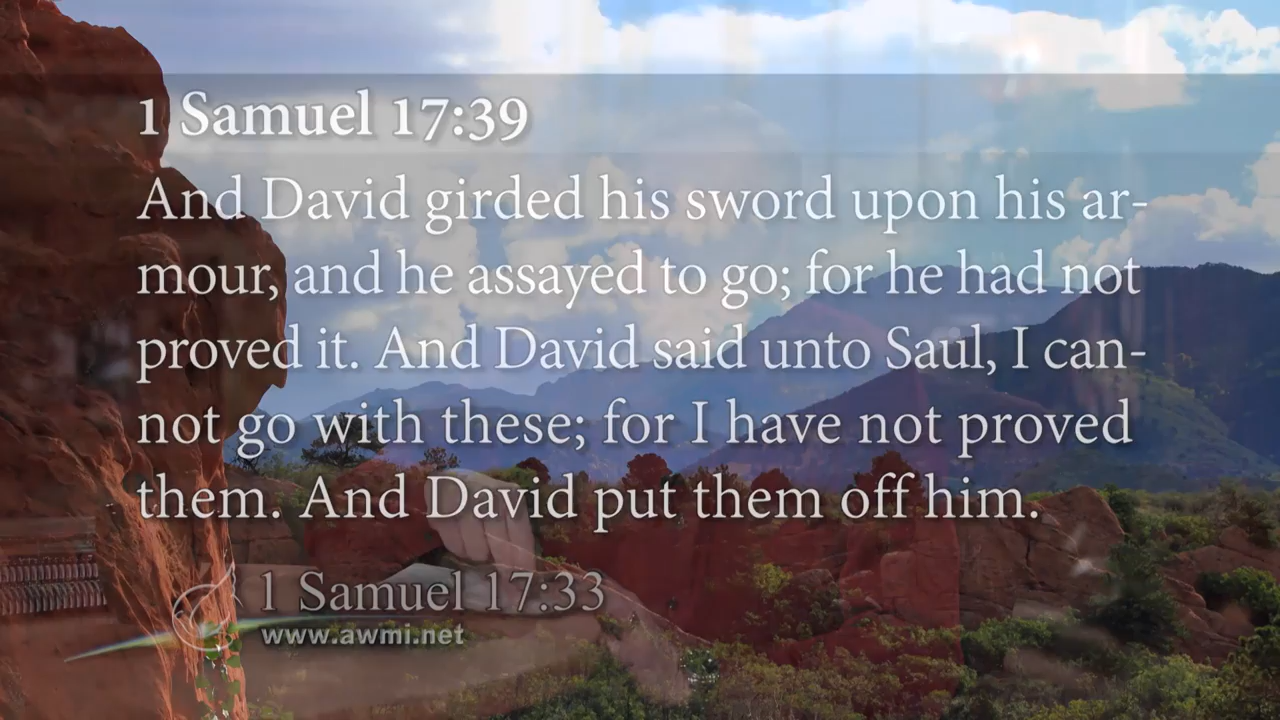 1 Samuel 17:39
And David girded his sword upon his ar-
mour, and he assayed to go; for he had not
proved it. And David said unto Saul, I can-
not go with these; for I have not proved
them. And David put them off him.
1 Samuel 17:33
www.awmi.net